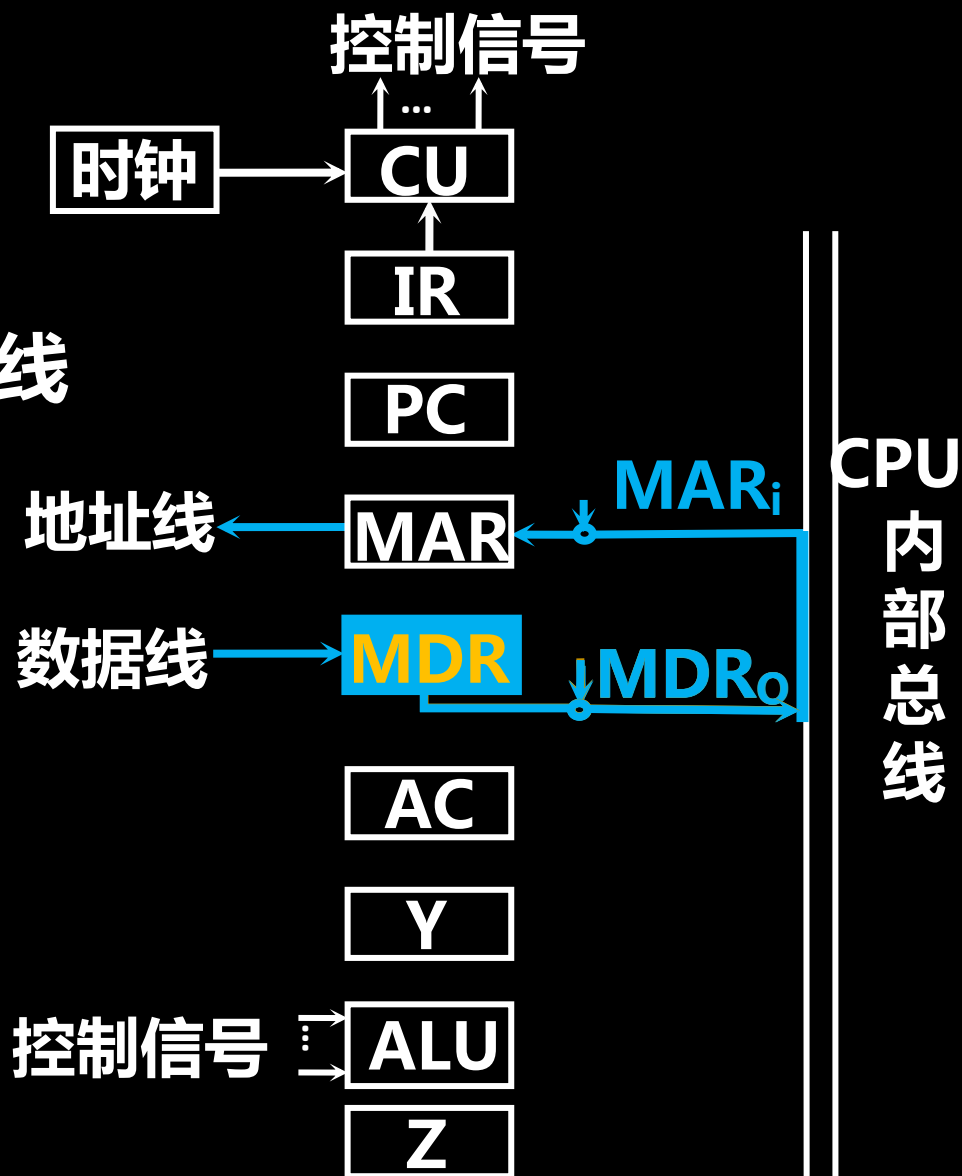 控制信号
...
时钟
CU
IR
线
PC
CPU
内
部
总
线
MARi
地址线
MAR
数据线
MDR
MDRO
AC
Y
控制信号
...
ALU
Z